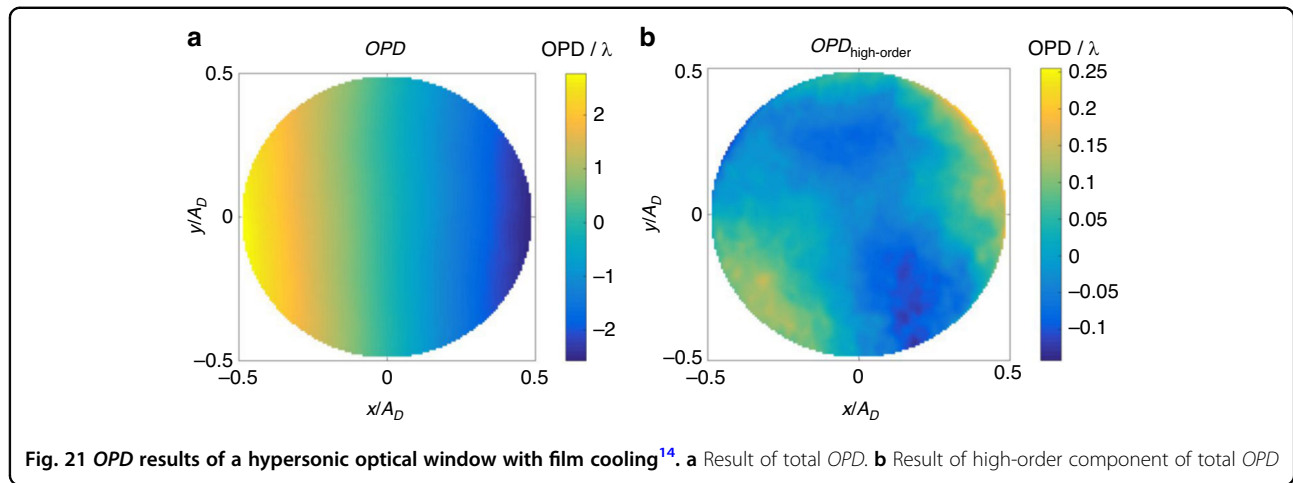 a
OPD
OPD / λ
0.5
0
−0.5
y/A_D
−0.5
0
0.5
x/A_D
2
1
0
−1
−2
b
OPD_high-order
OPD / λ
0.5
0
−0.5
y/A_D
−0.5
0
0.5
x/A_D
0.25
0.2
0.15
0.1
0.05
0
−0.05
−0.1
Fig. 21 OPD results of a hypersonic optical window with film cooling14. a Result of total OPD. b Result of high-order component of total OPD